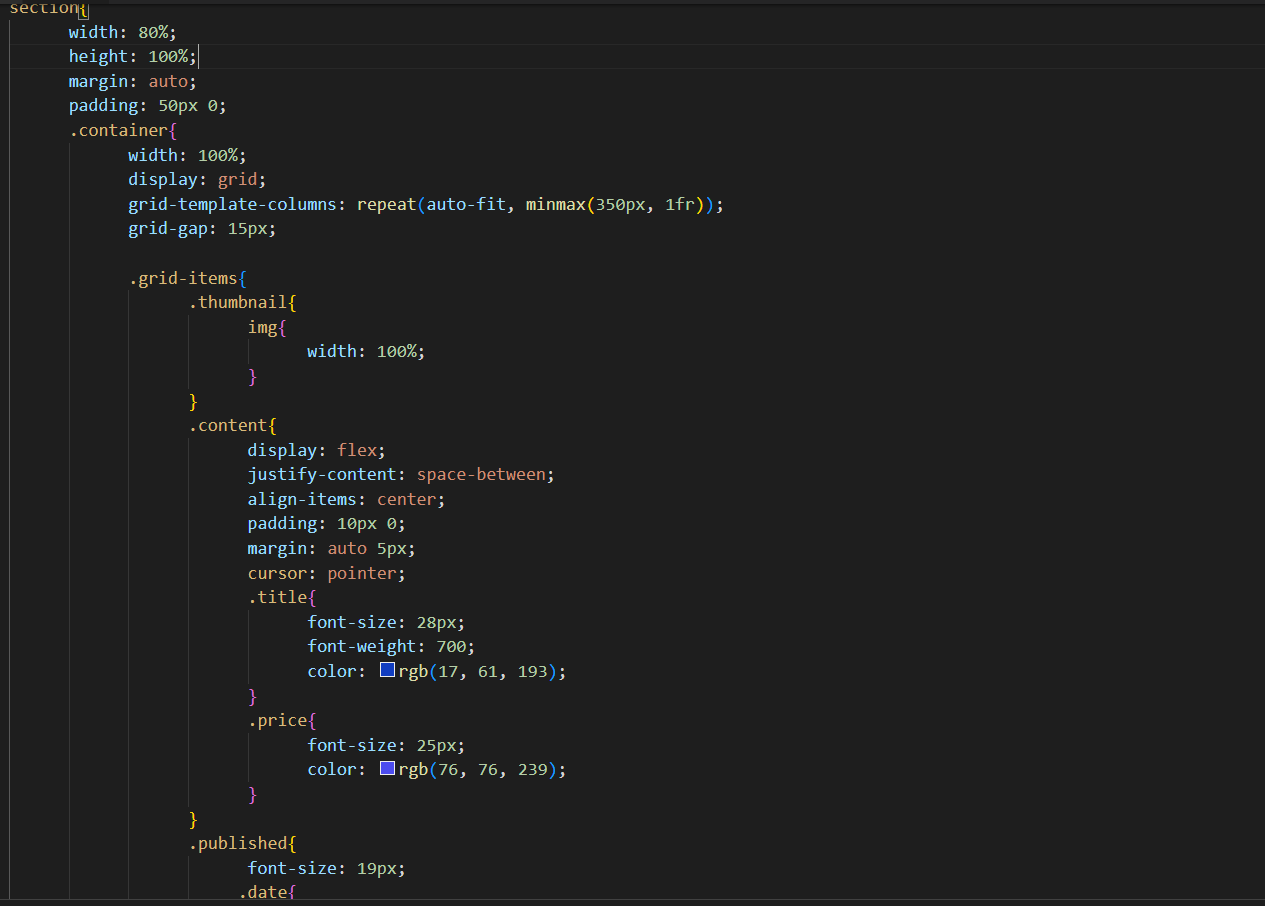 section{
width: 80%;
height: 100%;
margin: auto;
padding: 50px 0;
.container{
width: 100%;
display: grid;
grid-template-columns: repeat(auto-fit, minmax(350px, 1fr));
grid-gap: 15px;
.grid-items{
.thumbnail{
img{
width: 100%;
}
}
.content{
display: flex;
justify-content: space-between;
align-items: center;
padding: 10px 0;
margin: auto 5px;
cursor: pointer;
.title{
font-size: 28px;
font-weight: 700;
color: rgb(17, 61, 193);
}
.price{
font-size: 25px;
color: rgb(76, 76, 239);
}
}
.published{
font-size: 19px;
.date{